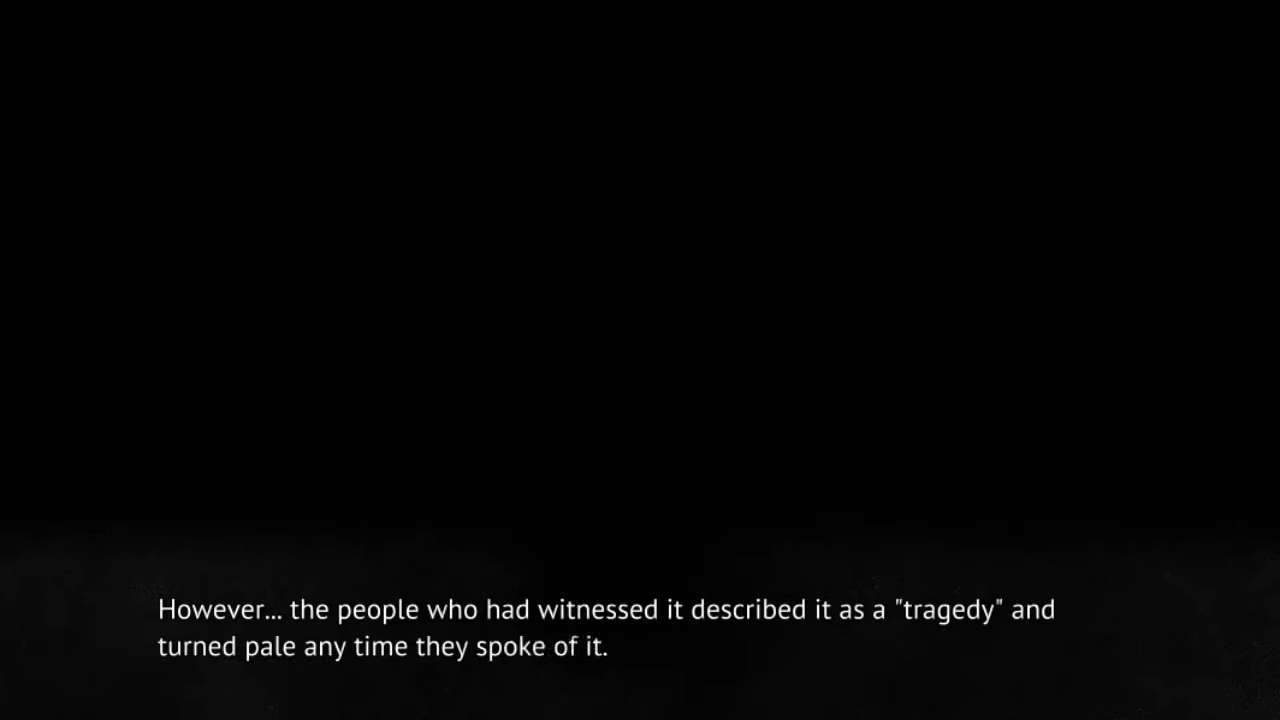 However... the people who had witnessed it described it as a "tragedy" and
turned pale any time they spoke of it.